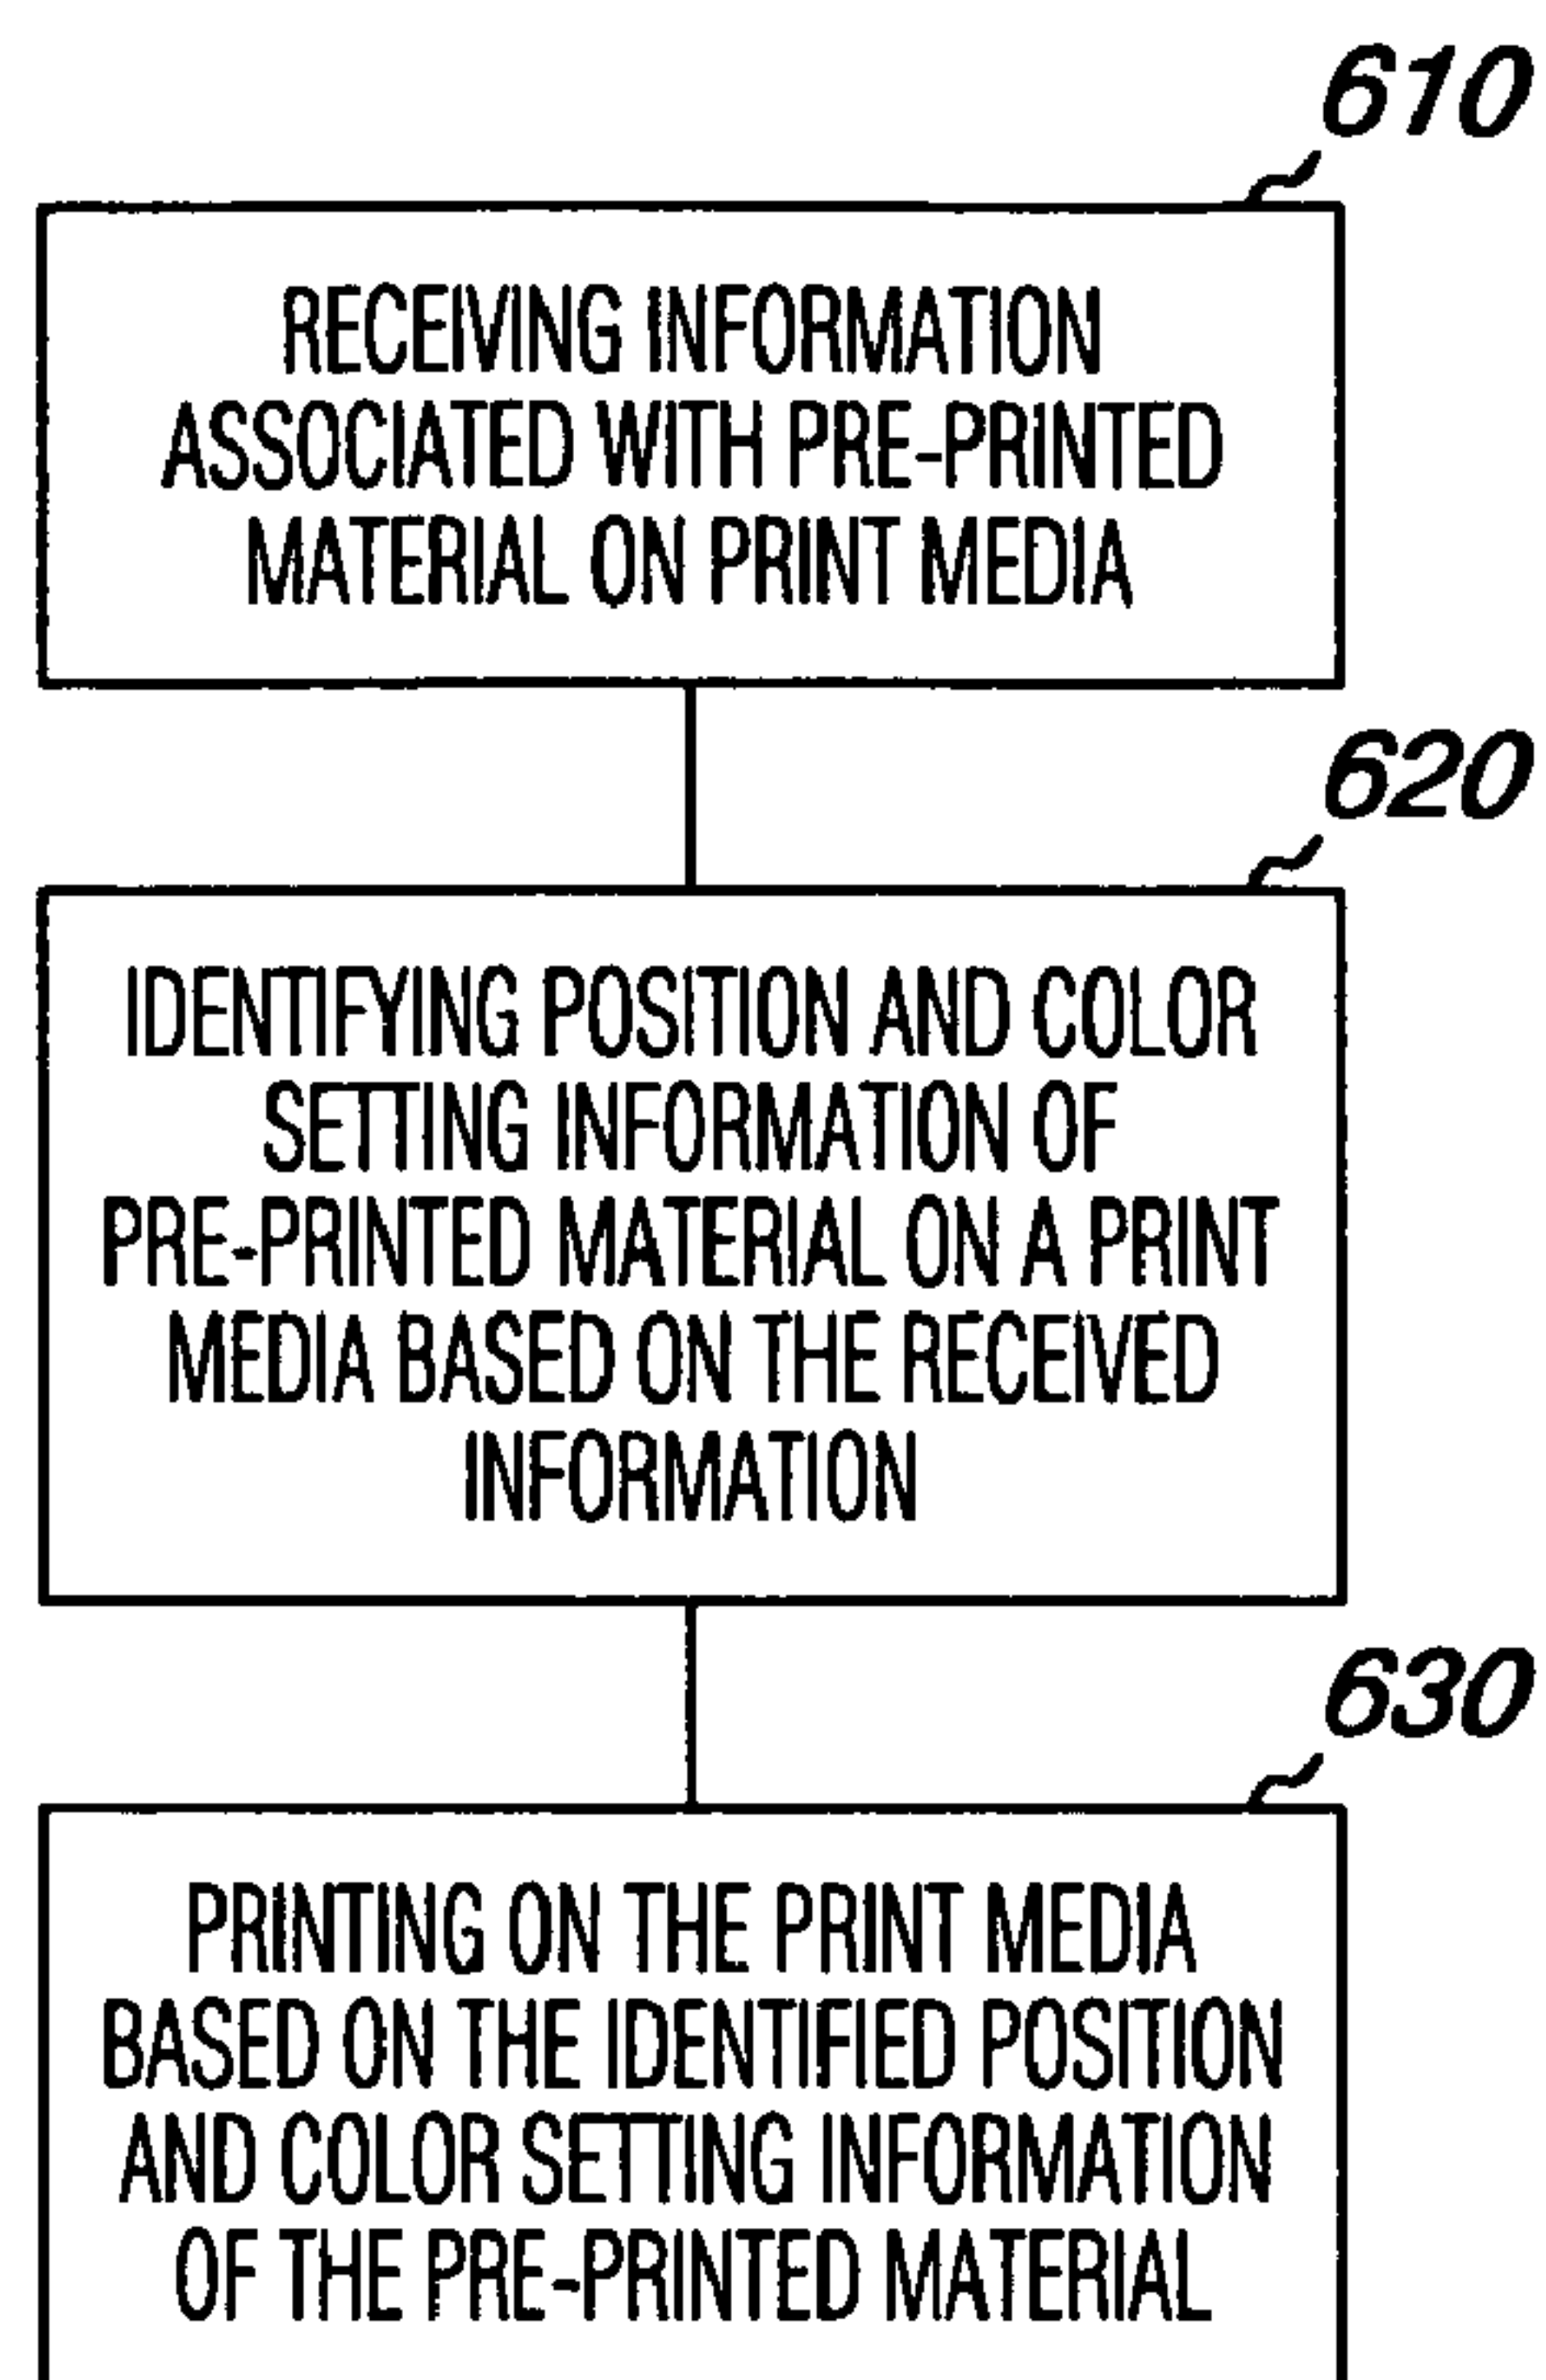 610
RECEIVING INFORMATION
ASSOCIATED WITH PRE-PRINTED
MATERIAL ON PRINT MEDIA
620
IDENTIFYING POSITION AND COLOR
SETTING INFORMATION OF
PRE-PRINTED MATERIAL ON A PRINT
MEDIA BASED ON THE RECEIVED
INFORMATION
630
PRINTING ON THE PRINT MEDIA
BASED ON THE IDENTIFIED POSITION
AND COLOR SETTING INFORMATION
OF THE PRE-PRINTED MATERIAL